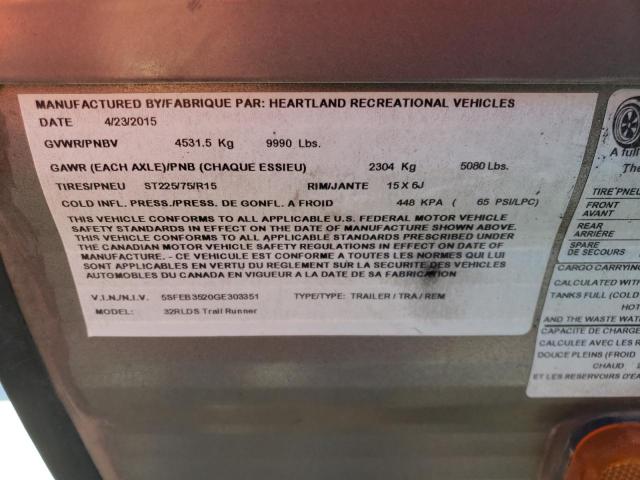 MANUFACTURED BY/FABRIQUE PAR: HEARTLAND RECREATIONAL VEHICLES
DATE 4/23/2015
GVWR/PNBV 4531.5 Kg 9990 Lbs.
GAWR (EACH AXLE)/PNB (CHAQUE ESSIEU) 2304 Kg 5080 Lbs.
TIRES/PNEU ST225/75/R15 RIM/JANTE 15 X 6J
COLD INFL. PRESS./PRESS. DE GONFL. A FROID 448 KPA ( 65 PSI/LPC)
THIS VEHICLE CONFORMS TO ALL APPLICABLE U.S. FEDERAL MOTOR VEHICLE
SAFETY STANDARDS IN EFFECT ON THE DATE OF MANUFACTURE SHOWN ABOVE.
THIS VEHICLE CONFORMS TO ALL APPLICABLE STANDARDS PRESCRIBED UNDER
THE CANADIAN MOTOR VEHICLE SAFETY REGULATIONS IN EFFECT ON DATE OF
MANUFACTURE. - CE VEHICULE EST CONFORME A TOUTES LES NORMES QUI LUI
SONT APPLICABLES EN VERTU DU REGLEMENT SUR LA SECURITE DES VEHICLES
AUTOMOBILES DU CANADA EN VIGUEUR A LA DATE DE SA FABRICATION
V.I.N./N.I.V. 5SFEB3520GE303351 TYPE/TYPE: TRAILER / TRA / REM
MODEL: 32RLDS Trail Runner
A full
The
TIRE/PNEU
FRONT
AVANT
REAR
ARRIÈRE
SPARE
DE SECOURS
CARGO CARRYING
CALCULATED WITH
TANKS FULL (COLD
HOT
AND THE WASTE WATER
CAPACITÉ DE CHARGE
CALCULEE AVEC LES R
DOUCE PLEINS (FROID
CHAUD
ET LES RESERVOIRS D'EA